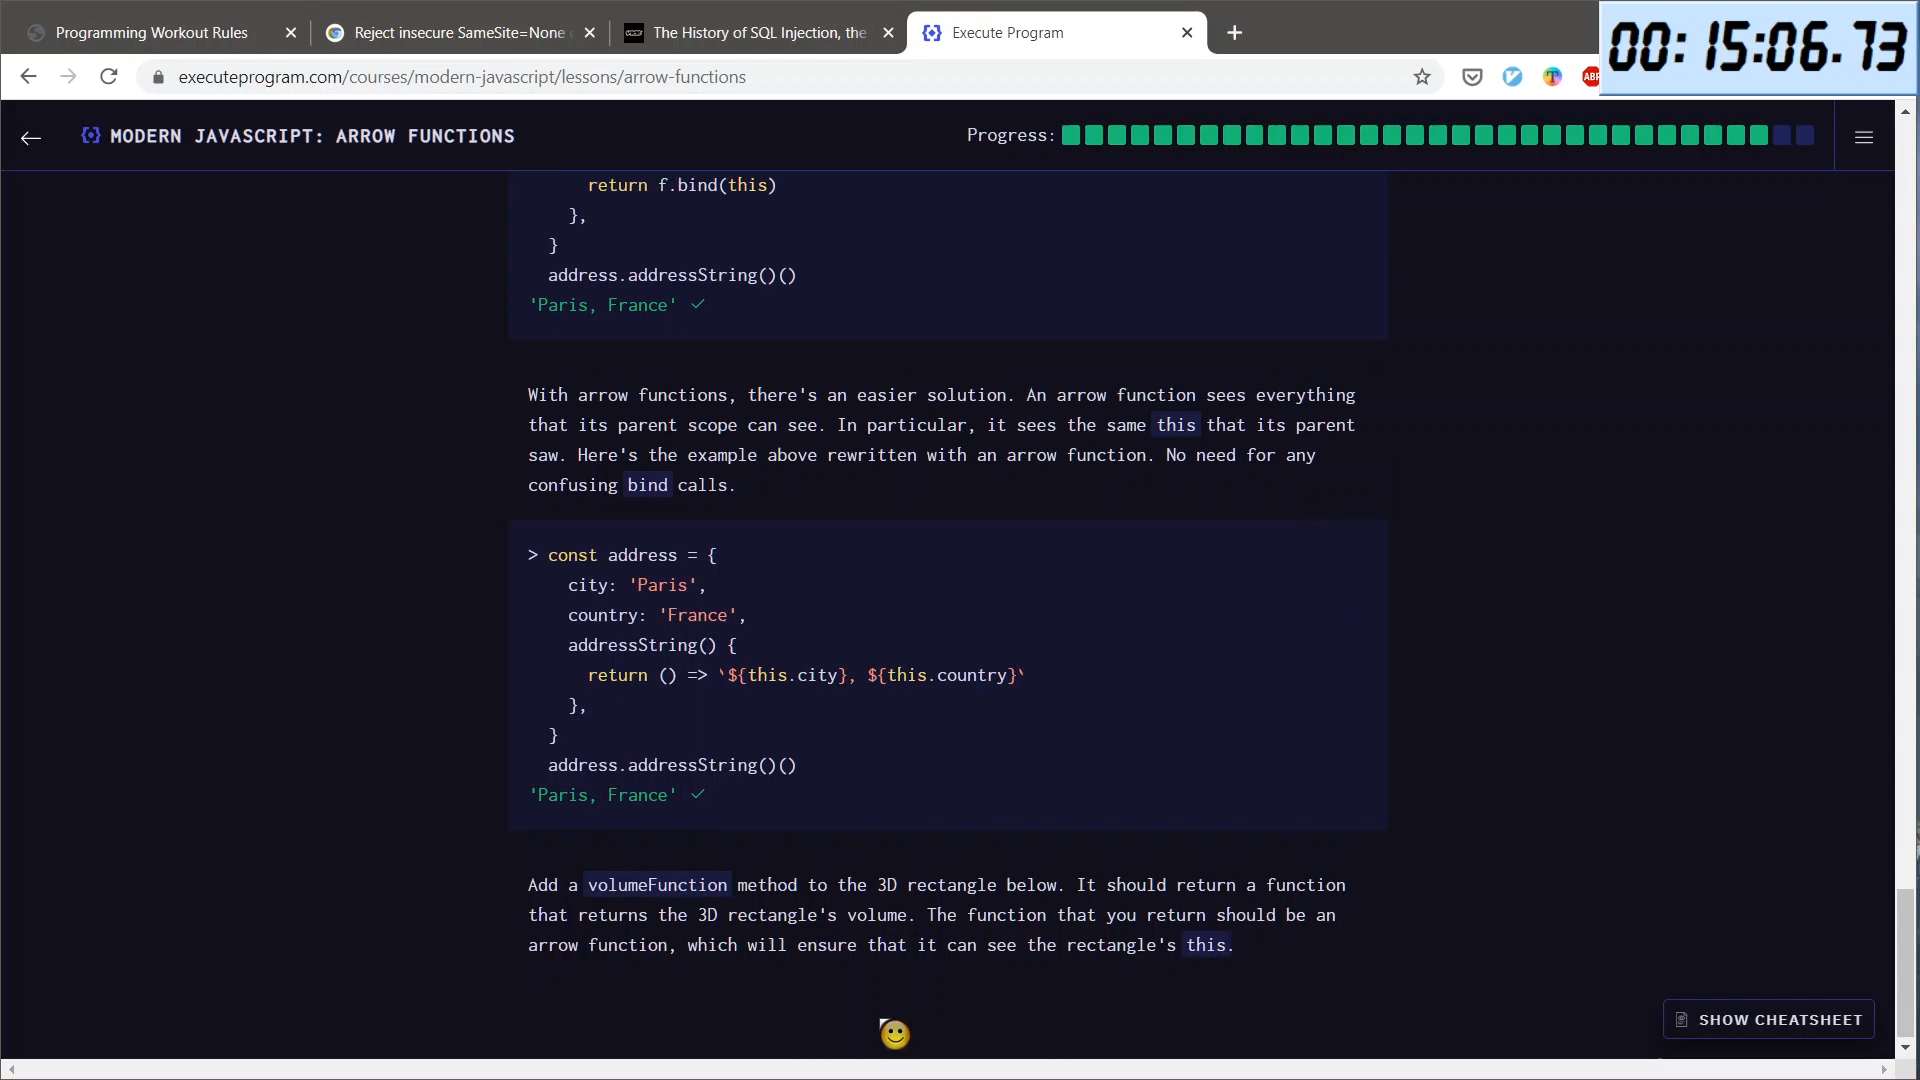 Programming Workout Rules
Reject insecure SameSite=None
The History of SQL Injection, the
Execute Program
00:15:06.73
executeprogram.com/courses/modern-javascript/lessons/arrow-functions
ABP
MODERN JAVASCRIPT: ARROW FUNCTIONS
Progress:
return f.bind(this)
},
}
address.addressString()()
'Paris, France' ✓
With arrow functions, there's an easier solution. An arrow function sees everything
that its parent scope can see. In particular, it sees the same this that its parent
saw. Here's the example above rewritten with an arrow function. No need for any
confusing bind calls.
> const address = {
city: 'Paris',
country: 'France',
addressString() {
return () => `${this.city}, ${this.country}`
},
}
address.addressString()()
'Paris, France' ✓
Add a volumeFunction method to the 3D rectangle below. It should return a function
that returns the 3D rectangle's volume. The function that you return should be an
arrow function, which will ensure that it can see the rectangle's this.
SHOW CHEATSHEET